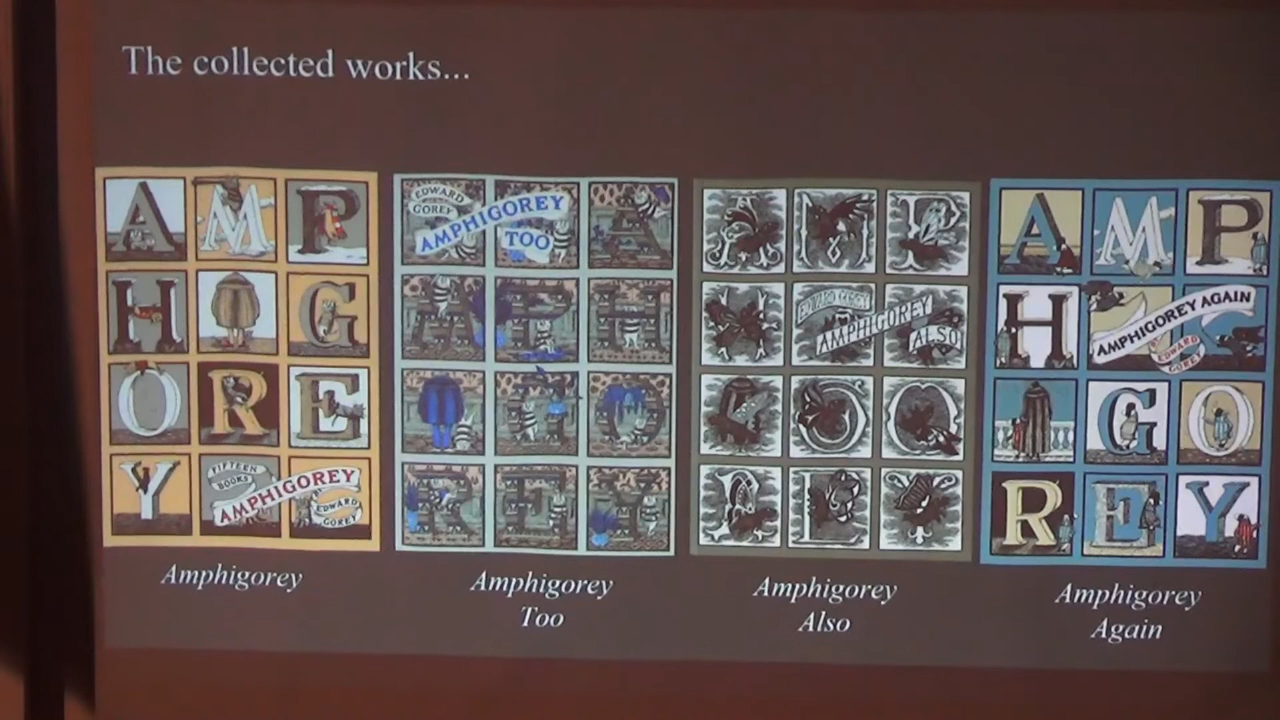 The collected works...
A M P
H G
O R E
Y
FIFTEEN
BOOKS
AMPHIGOREY
EDWARD
GOREY
Amphigorey
EDWARD
GOREY
AMPHIGOREY
TOO
A
M P H
I G O
R E Y
Amphigorey
Too
A M P
H
EDWARD GOREY
AMPHIGOREY
ALSO
G O
R E Y
Amphigorey
Also
A M P
H
AMPHIGOREY AGAIN
EDWARD
GOREY
G O
R E Y
Amphigorey
Again